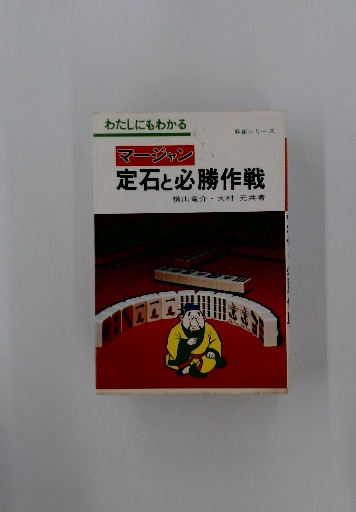 わたしにもわかる
麻雀シリーズ
マージャン
定石と必勝作戦
横山竜介・大村 元共著